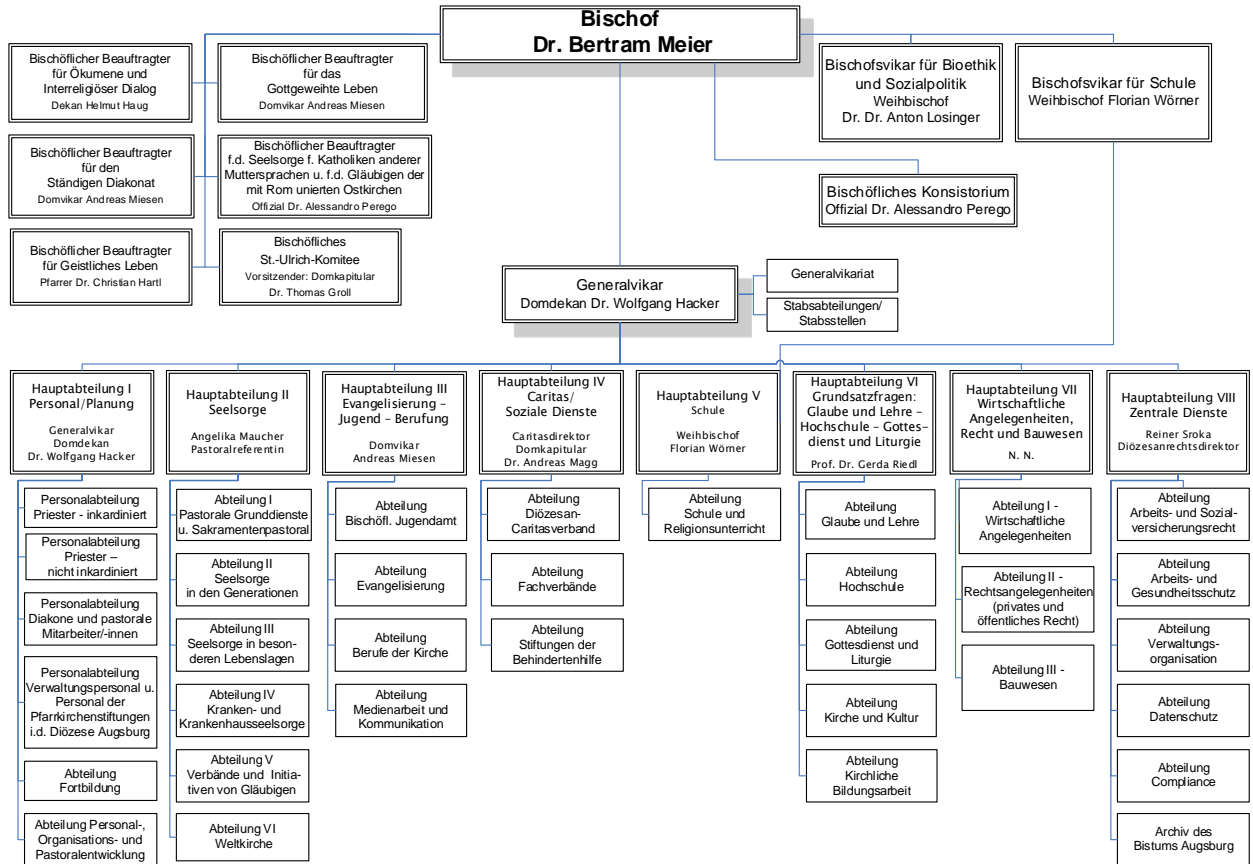 Bischof
Dr. Bertram Meier
Bischöflicher Beauftragter
für Ökumene und
Interreligiöser Dialog
Dekan Helmut Haug
Bischöflicher Beauftragter
für das
Gottgeweihte Leben
Domvikar Andreas Miesen
Bischofsvikar für Bioethik
und Sozialpolitik
Weihbischof
Dr. Dr. Anton Losinger
Bischofsvikar für Schule
Weihbischof Florian Wörner
Bischöflicher Beauftragter
für den
Ständigen Diakonat
Domvikar Andreas Miesen
Bischöflicher Beauftragter
f.d. Seelsorge f. Katholiken anderer
Muttersprachen u. f.d. Gläubigen der
mit Rom unierten Ostkirchen
Offizial Dr. Alessandro Perego
Bischöfliches Konsistorium
Offizial Dr. Alessandro Perego
Bischöflicher Beauftragter
für Geistliches Leben
Pfarrer Dr. Christian Hartl
Bischöfliches
St.-Ulrich-Komitee
Vorsitzender: Domkapitular
Dr. Thomas Groll
Generalvikar
Domdekan Dr. Wolfgang Hacker
Generalvikariat
Stabsabteilungen/
Stabsstellen
Hauptabteilung I
Personal/Planung
Generalvikar
Domdekan
Dr. Wolfgang Hacker
Hauptabteilung II
Seelsorge
Angelika Maucher
Pastoralreferentin
Hauptabteilung III
Evangelisierung –
Jugend – Berufung
Domvikar
Andreas Miesen
Hauptabteilung IV
Caritas/
Soziale Dienste
Caritasdirektor
Domkapitular
Dr. Andreas Magg
Hauptabteilung V
Schule
Weihbischof
Florian Wörner
Hauptabteilung VI
Grundsatzfragen:
Glaube und Lehre –
Hochschule – Gottes-
dienst und Liturgie
Prof. Dr. Gerda Riedl
Hauptabteilung VII
Wirtschaftliche
Angelegenheiten,
Recht und Bauwesen
N. N.
Hauptabteilung VIII
Zentrale Dienste
Reiner Sroka
Diözesanrechtsdirektor
Personalabteilung
Priester - inkardiniert
Personalabteilung
Priester –
nicht inkardiniert
Personalabteilung
Diakone und pastorale
Mitarbeiter/-innen
Personalabteilung
Verwaltungspersonal u.
Personal der
Pfarrkirchenstiftungen
i.d. Diözese Augsburg
Abteilung
Fortbildung
Abteilung Personal-,
Organisations- und
Pastoralentwicklung
Abteilung I
Pastorale Grunddienste
u. Sakramentenpastoral
Abteilung II
Seelsorge
in den Generationen
Abteilung III
Seelsorge in beson-
deren Lebenslagen
Abteilung IV
Kranken- und
Krankenhausseelsorge
Abteilung V
Verbände und Initia-
tiven von Gläubigen
Abteilung VI
Weltkirche
Abteilung
Bischöfl. Jugendamt
Abteilung
Evangelisierung
Abteilung
Berufe der Kirche
Abteilung
Medienarbeit und
Kommunikation
Abteilung
Diözesan-
Caritasverband
Abteilung
Fachverbände
Abteilung
Stiftungen der
Behindertenhilfe
Abteilung
Schule und
Religionsunterricht
Abteilung
Glaube und Lehre
Abteilung
Hochschule
Abteilung
Gottesdienst und
Liturgie
Abteilung
Kirche und Kultur
Abteilung
Kirchliche
Bildungsarbeit
Abteilung I -
Wirtschaftliche
Angelegenheiten
Abteilung II -
Rechtsangelegenheiten
(privates und
öffentliches Recht)
Abteilung III -
Bauwesen
Abteilung
Arbeits- und Sozial-
versicherungsrecht
Abteilung
Arbeits- und
Gesundheitsschutz
Abteilung
Verwaltungs-
organisation
Abteilung
Datenschutz
Abteilung
Compliance
Archiv des
Bistums Augsburg